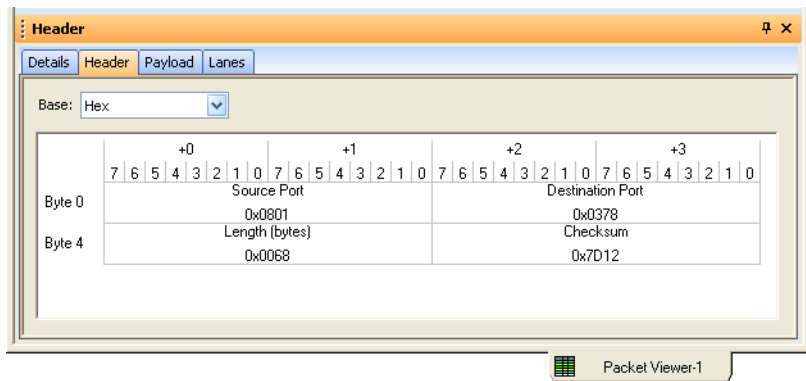 Header
Details Header Payload Lanes
Base: Hex
+0 +1 +2 +3
7 6 5 4 3 2 1 0 7 6 5 4 3 2 1 0 7 6 5 4 3 2 1 0 7 6 5 4 3 2 1 0
Byte 0
Source Port Destination Port
0x0801 0x0378
Byte 4
Length (bytes) Checksum
0x0068 0x7D12
Packet Viewer-1